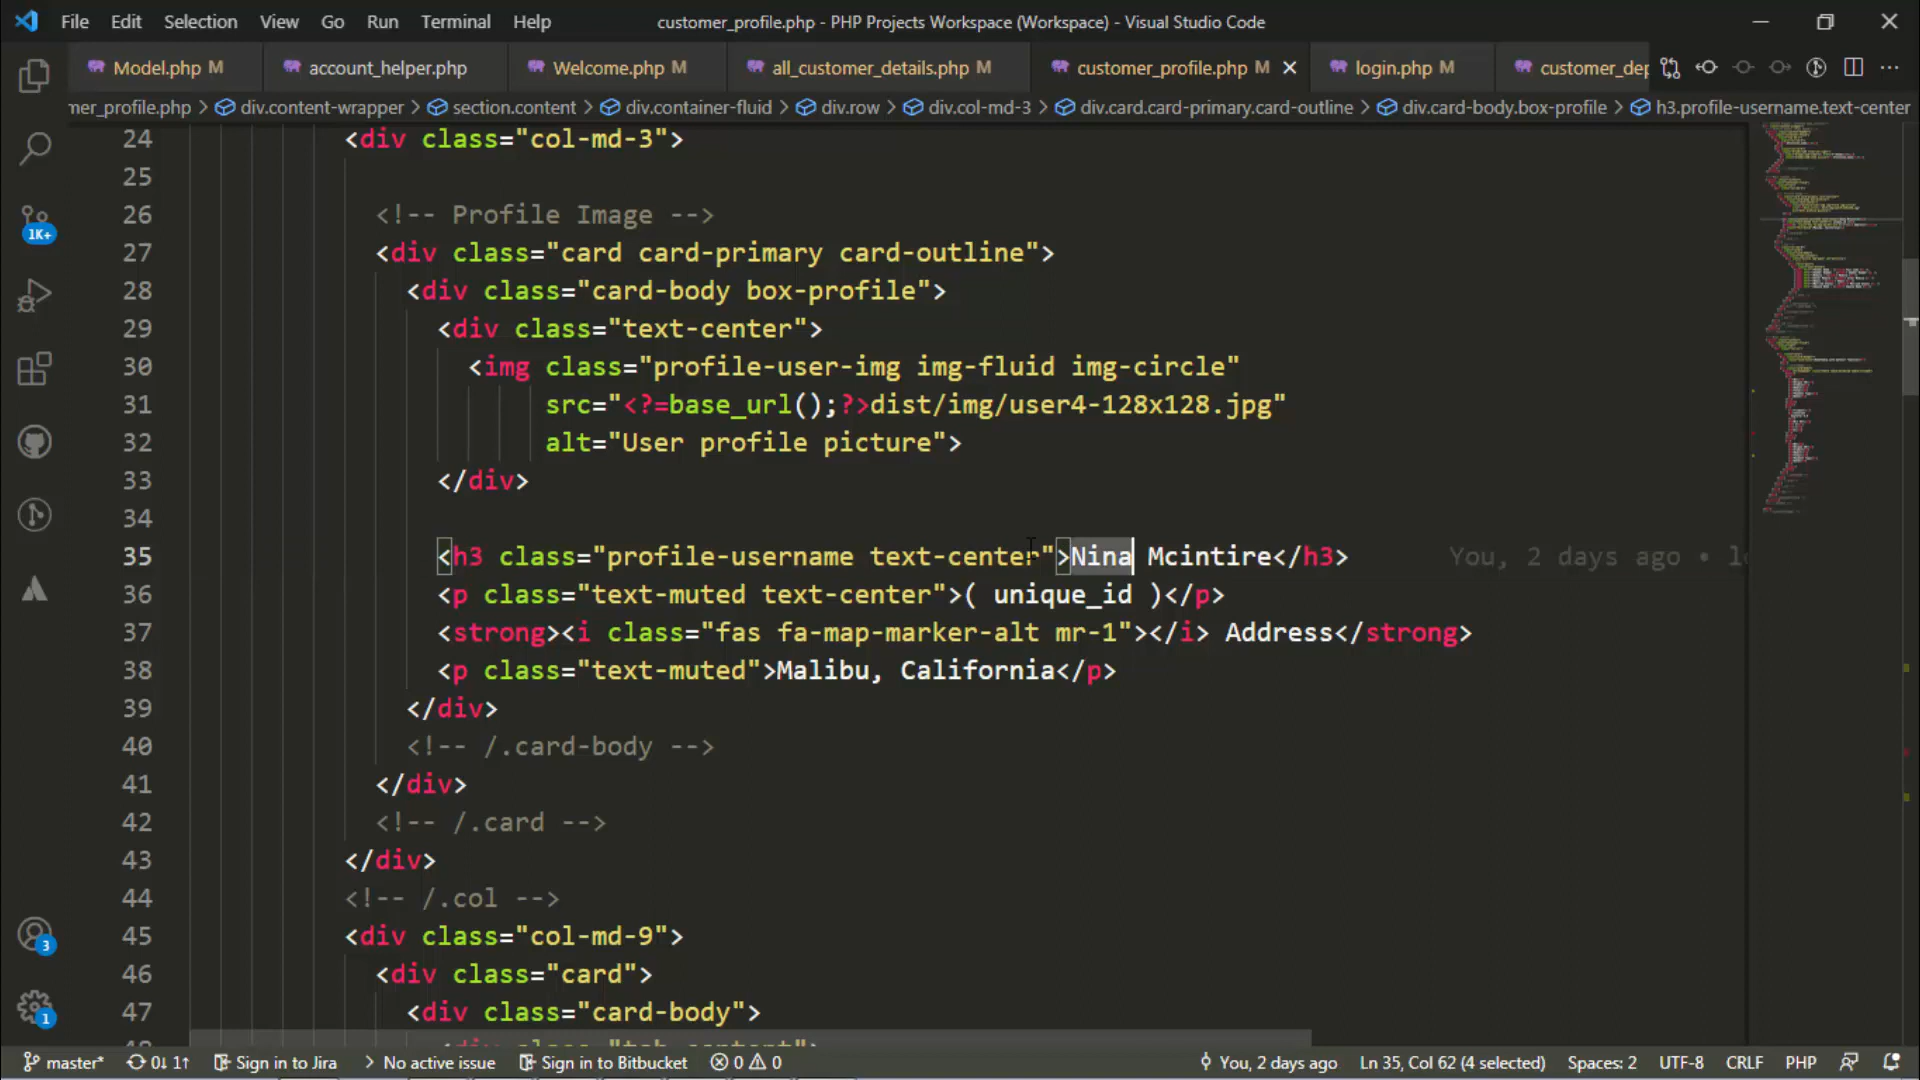 File Edit Selection View Go Run Terminal Help customer_profile.php - PHP Projects Workspace (Workspace) - Visual Studio Code
Model.php M account_helper.php Welcome.php M all_customer_details.php M customer_profile.php M login.php M customer_dep
mer_profile.php > div.content-wrapper > section.content > div.container-fluid > div.row > div.col-md-3 > div.card.card-primary.card-outline > div.card-body.box-profile > h3.profile-username.text-center
24 <div class="col-md-3">
25
26 <!-- Profile Image -->
27 <div class="card card-primary card-outline">
28 <div class="card-body box-profile">
29 <div class="text-center">
30 <img class="profile-user-img img-fluid img-circle"
31 src="<?=base_url();?>dist/img/user4-128x128.jpg"
32 alt="User profile picture">
33 </div>
34
35 <h3 class="profile-username text-center">Nina Mcintire</h3> You, 2 days ago •
36 <p class="text-muted text-center">( unique_id )</p>
37 <strong><i class="fas fa-map-marker-alt mr-1"></i> Address</strong>
38 <p class="text-muted">Malibu, California</p>
39 </div>
40 <!-- /.card-body -->
41 </div>
42 <!-- /.card -->
43 </div>
44 <!-- /.col -->
45 <div class="col-md-9">
46 <div class="card">
47 <div class="card-body">
1K+
3
1
master* 0↓ 1↑ Sign in to Jira > No active issue Sign in to Bitbucket 0 0 You, 2 days ago Ln 35, Col 62 (4 selected) Spaces: 2 UTF-8 CRLF PHP